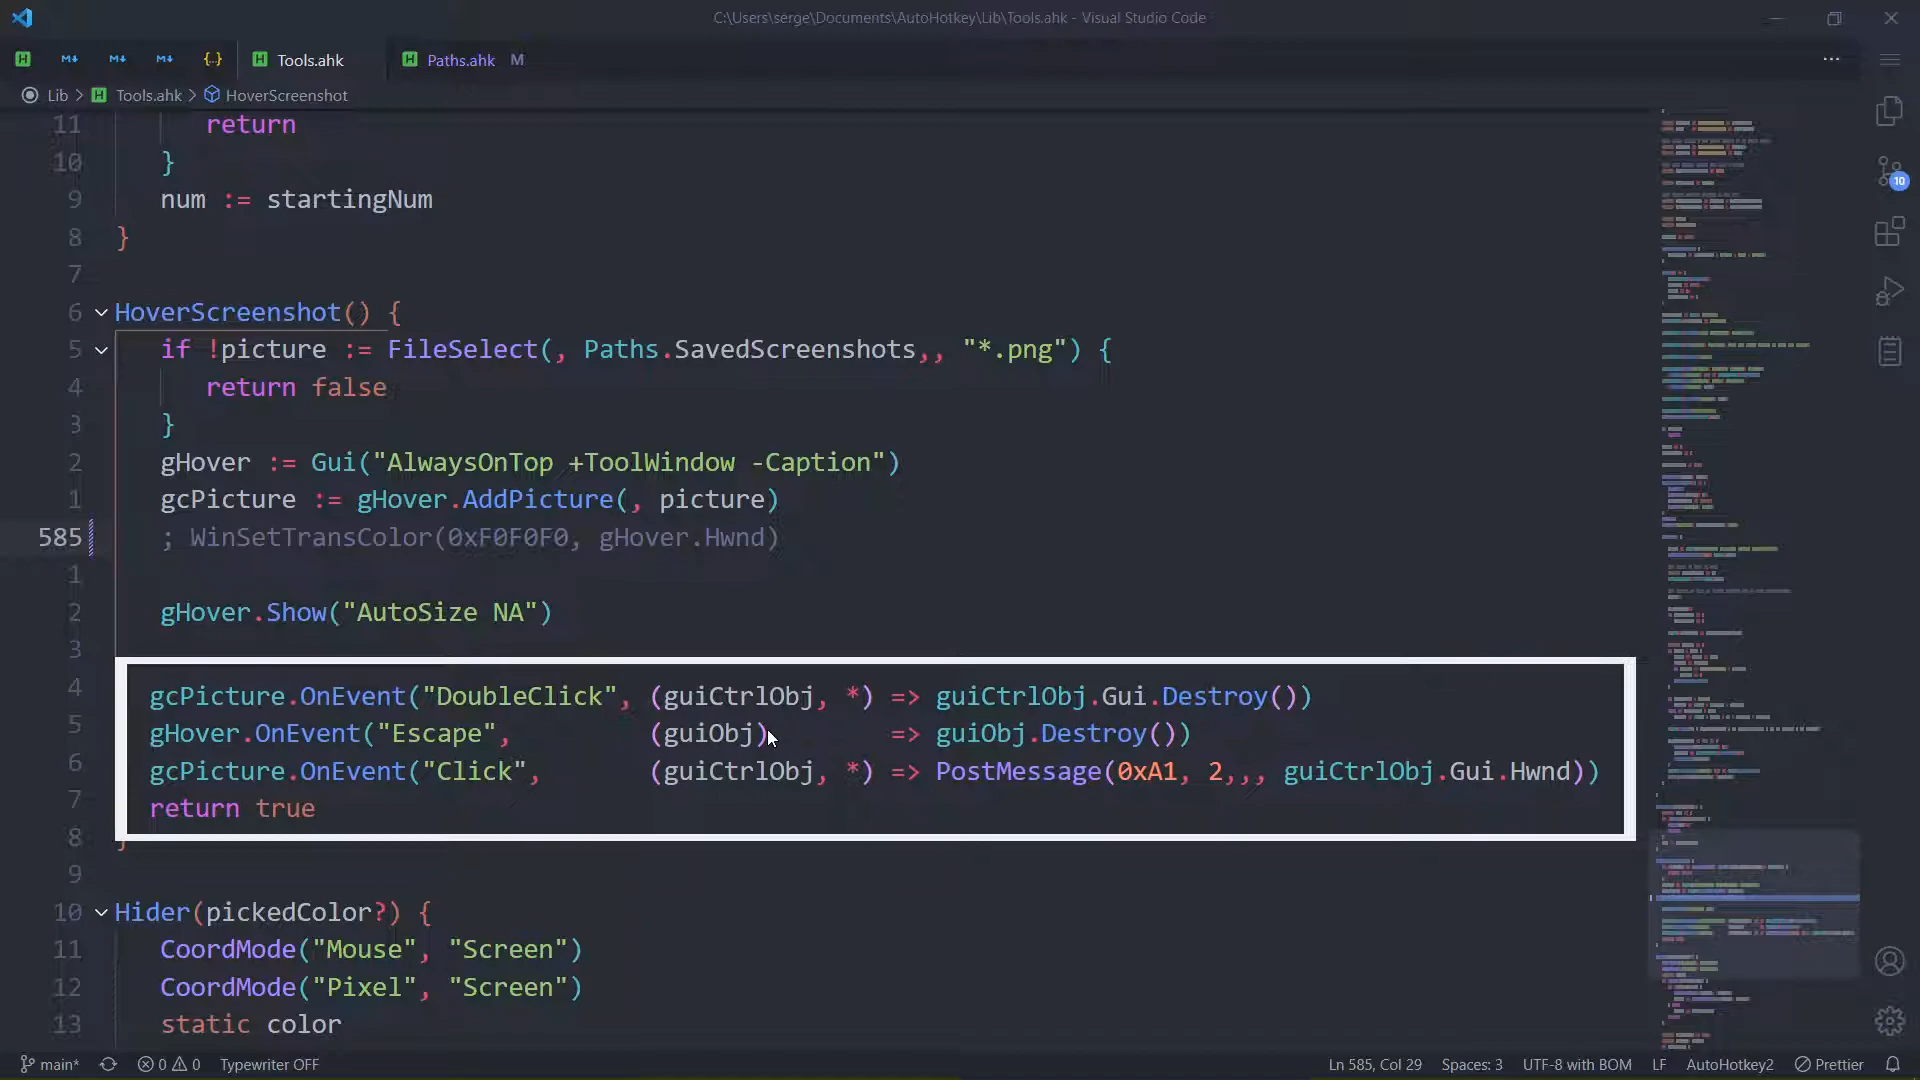 C:\Users\serge\Documents\AutoHotkey\Lib\Tools.ahk - Visual Studio Code
Tools.ahk
Paths.ahk M
Lib > Tools.ahk > HoverScreenshot
11 return
10 }
9 num := startingNum
8 }
7
6 HoverScreenshot() {
5 if !picture := FileSelect(, Paths.SavedScreenshots,, "*.png") {
4 return false
3 }
2 gHover := Gui("AlwaysOnTop +ToolWindow -Caption")
1 gcPicture := gHover.AddPicture(, picture)
585 ; WinSetTransColor(0xF0F0F0, gHover.Hwnd)
1
2 gHover.Show("AutoSize NA")
3
4 gcPicture.OnEvent("DoubleClick", (guiCtrlObj, *) => guiCtrlObj.Gui.Destroy())
5 gHover.OnEvent("Escape", (guiObj) => guiObj.Destroy())
6 gcPicture.OnEvent("Click", (guiCtrlObj, *) => PostMessage(0xA1, 2,,, guiCtrlObj.Gui.Hwnd))
7 return true
8 }
9
10 Hider(pickedColor?) {
11 CoordMode("Mouse", "Screen")
12 CoordMode("Pixel", "Screen")
13 static color
10
main* 0 0 Typewriter OFF Ln 585, Col 29 Spaces: 3 UTF-8 with BOM LF AutoHotkey2 Prettier